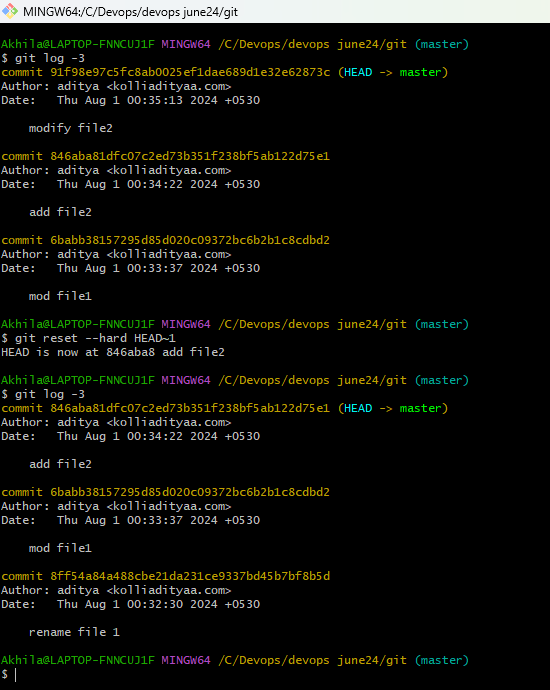 MINGW64:/C/Devops/devops june24/git
Akhila@LAPTOP-FNNCUJ1F MINGW64 /C/Devops/devops june24/git (master)
$ git log -3
commit 91f98e97c5fc8ab0025ef1dae689d1e32e62873c (HEAD -> master)
Author: aditya <kolliadityaa.com>
Date:   Thu Aug 1 00:35:13 2024 +0530
    modify file2
commit 846aba81dfc07c2ed73b351f238bf5ab122d75e1
Author: aditya <kolliadityaa.com>
Date:   Thu Aug 1 00:34:22 2024 +0530
    add file2
commit 6babb38157295d85d020c09372bc6b2b1c8cdbd2
Author: aditya <kolliadityaa.com>
Date:   Thu Aug 1 00:33:37 2024 +0530
    mod file1
Akhila@LAPTOP-FNNCUJ1F MINGW64 /C/Devops/devops june24/git (master)
$ git reset --hard HEAD~1
HEAD is now at 846aba8 add file2
Akhila@LAPTOP-FNNCUJ1F MINGW64 /C/Devops/devops june24/git (master)
$ git log -3
commit 846aba81dfc07c2ed73b351f238bf5ab122d75e1 (HEAD -> master)
Author: aditya <kolliadityaa.com>
Date:   Thu Aug 1 00:34:22 2024 +0530
    add file2
commit 6babb38157295d85d020c09372bc6b2b1c8cdbd2
Author: aditya <kolliadityaa.com>
Date:   Thu Aug 1 00:33:37 2024 +0530
    mod file1
commit 8ff54a84a488cbe21da231ce9337bd45b7bf8b5d
Author: aditya <kolliadityaa.com>
Date:   Thu Aug 1 00:32:30 2024 +0530
    rename file 1
Akhila@LAPTOP-FNNCUJ1F MINGW64 /C/Devops/devops june24/git (master)
$